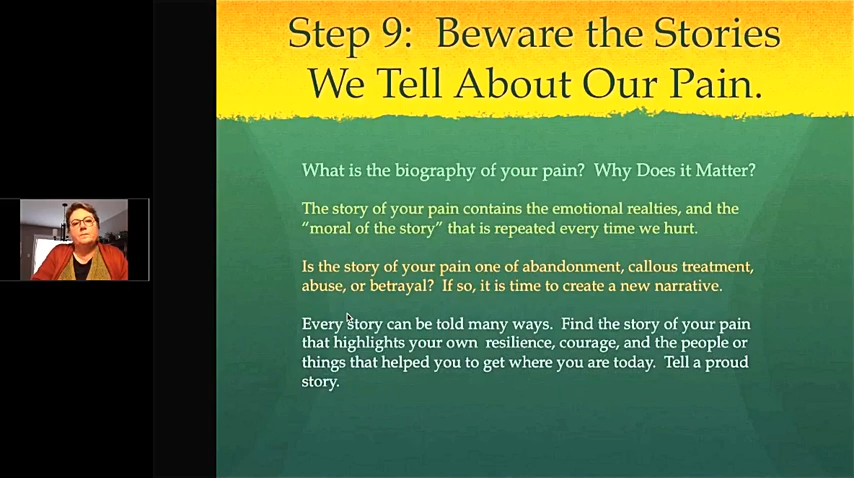 Step 9:  Beware the Stories
We Tell About Our Pain.
What is the biography of your pain?  Why Does it Matter?
The story of your pain contains the emotional realties, and the
“moral of the story” that is repeated every time we hurt.
Is the story of your pain one of abandonment, callous treatment,
abuse, or betrayal?  If so, it is time to create a new narrative.
Every story can be told many ways.  Find the story of your pain
that highlights your own  resilience, courage, and the people or
things that helped you to get where you are today.  Tell a proud
story.